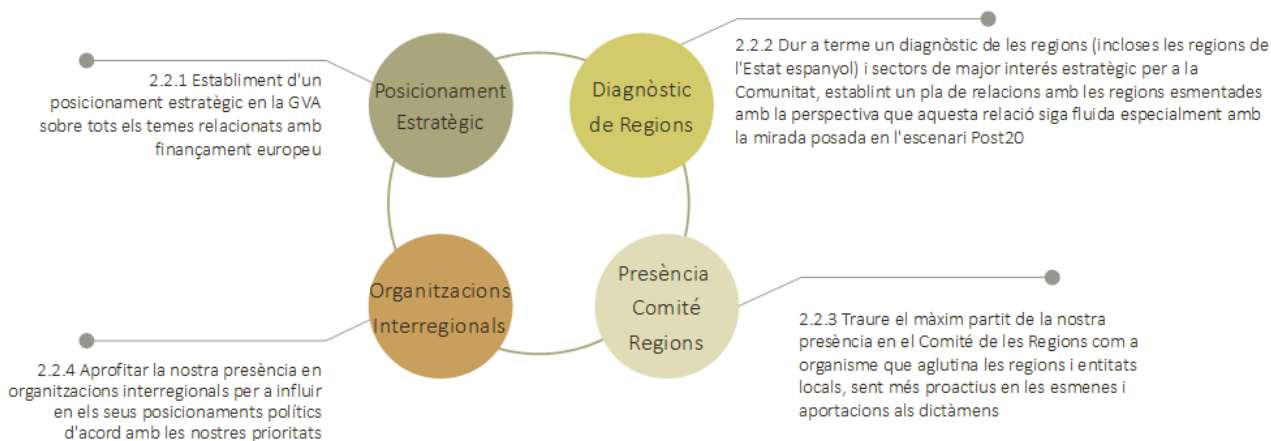 Posicionament
Estratègic
2.2.1 Establiment d'un
posicionament estratègic en la GVA
sobre tots els temes relacionats amb
finançament europeu
Diagnòstic
de Regions
2.2.2 Dur a terme un diagnòstic de les regions (incloses les regions de
l'Estat espanyol) i sectors de major interés estratègic per a la
Comunitat, establint un pla de relacions amb les regions esmentades
amb la perspectiva que aquesta relació siga fluida especialment amb
la mirada posada en l'escenari Post20
Presència
Comité
Regions
2.2.3 Traure el màxim partit de la nostra
presència en el Comité de les Regions com a
organisme que aglutina les regions i entitats
locals, sent més proactius en les esmenes i
aportacions als dictàmens
Organitzacions
Interregionals
2.2.4 Aprofitar la nostra presència en
organitzacions interregionals per a influir
en els seus posicionaments polítics
d'acord amb les nostres prioritats